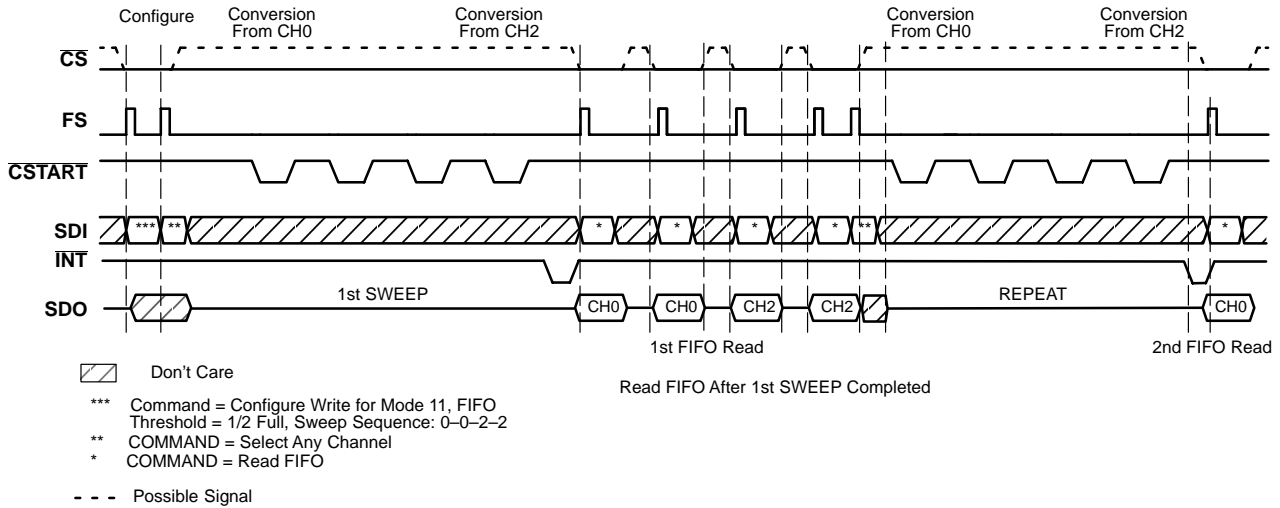 Configure
Conversion
From CH0
Conversion
From CH2
Conversion
From CH0
Conversion
From CH2
CS
FS
CSTART
SDI
*** ** * * * * ** *
INT
1st SWEEP
REPEAT
SDO
CH0 CH0 CH2 CH2 CH0
1st FIFO Read
2nd FIFO Read
Don't Care
Read FIFO After 1st SWEEP Completed
*** Command = Configure Write for Mode 11, FIFO
Threshold = 1/2 Full, Sweep Sequence: 0–0–2–2
** COMMAND = Select Any Channel
* COMMAND = Read FIFO
Possible Signal